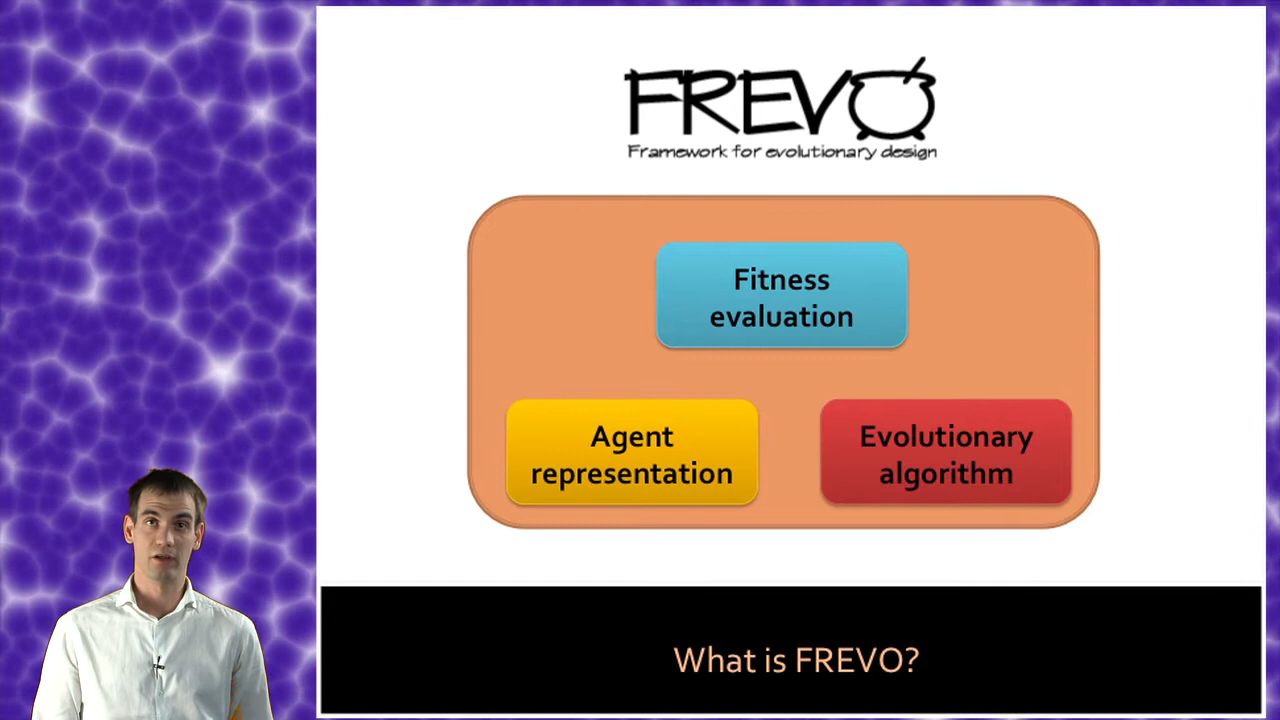 FREVO
Framework for evolutionary design
Fitness
evaluation
Agent
representation
Evolutionary
algorithm
What is FREVO?